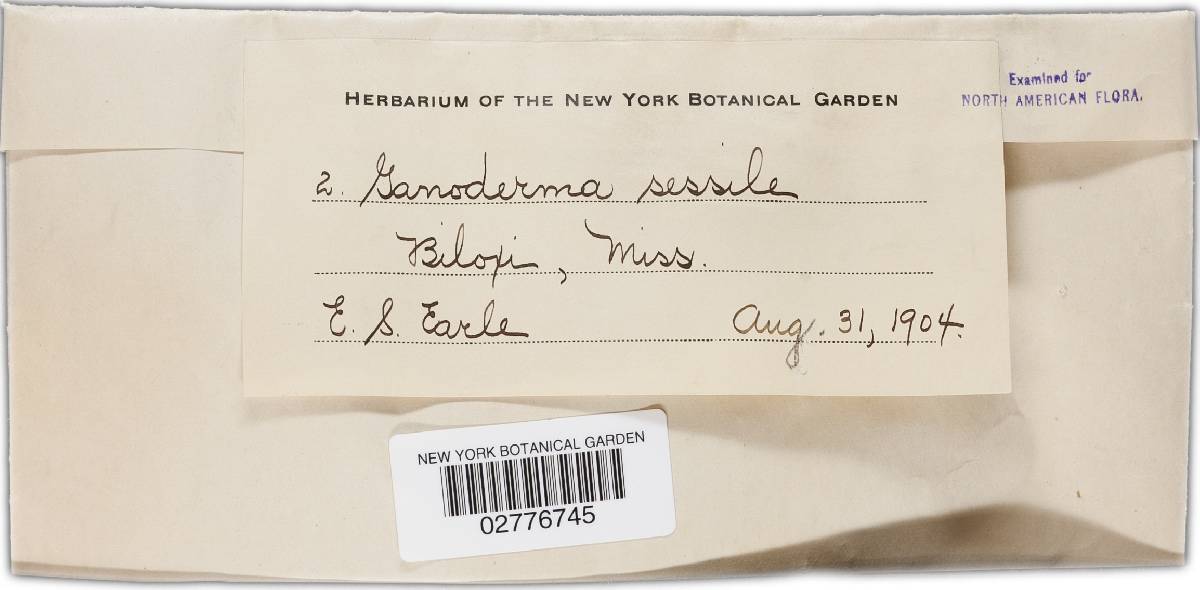 HERBARIUM OF THE NEW YORK BOTANICAL GARDEN
Examined for
NORTH AMERICAN FLORA.
2. Ganoderma sessile
Biloxi, Miss.
E. S. Earle Aug. 31, 1904.
NEW YORK BOTANICAL GARDEN
02776745